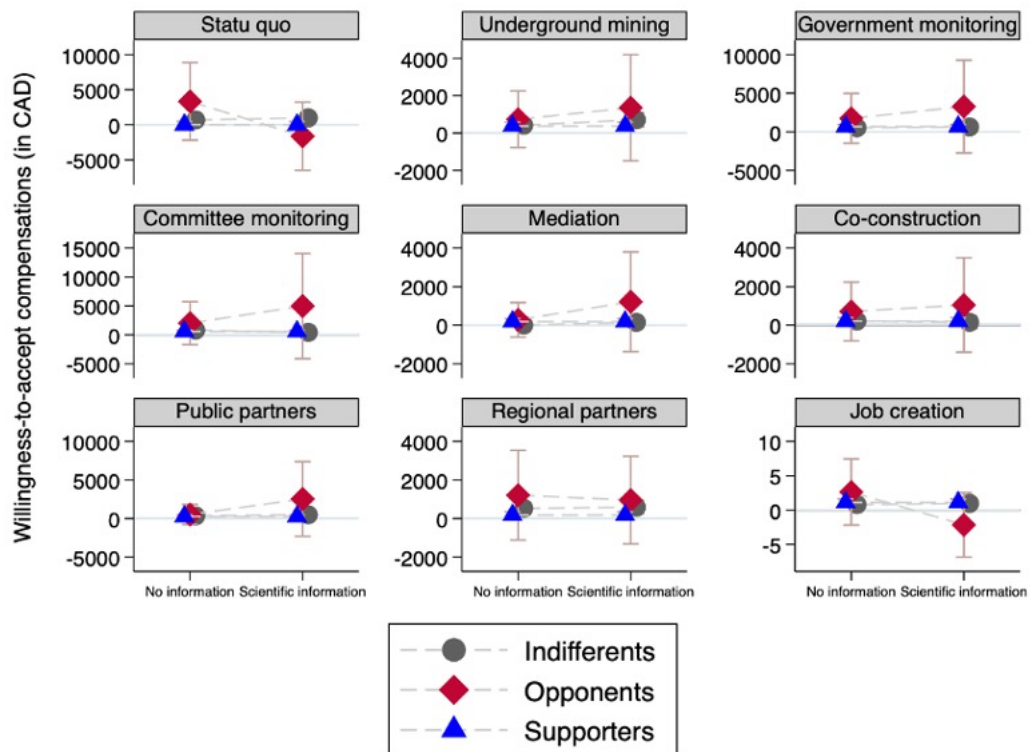 Willingness-to-accept compensations (in CAD)
Statu quo
10000
5000
0
-5000
Underground mining
4000
2000
0
-2000
Government monitoring
10000
5000
0
-5000
Committee monitoring
15000
10000
5000
0
-5000
Mediation
4000
2000
0
-2000
Co-construction
4000
2000
0
-2000
Public partners
10000
5000
0
-5000
No information Scientific information
Regional partners
4000
2000
0
-2000
No information Scientific information
Job creation
10
5
0
-5
No information Scientific information
Indifferents
Opponents
Supporters